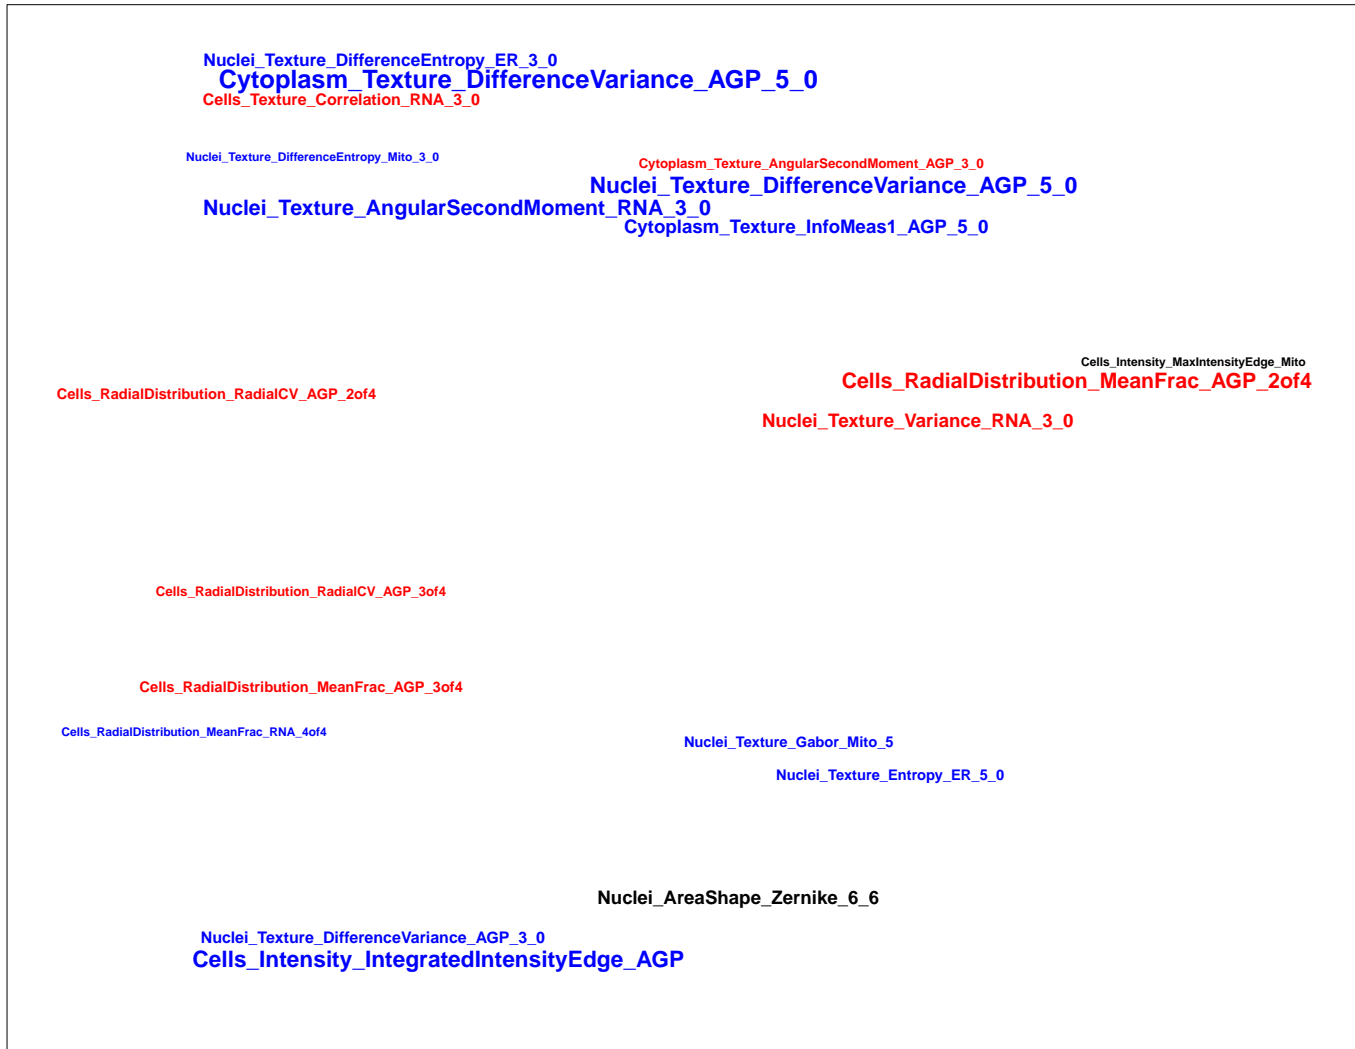 Nuclei_Texture_DifferenceEntropy_ER_3_0
Cytoplasm_Texture_DifferenceVariance_AGP_5_0
Cells_Texture_Correlation_RNA_3_0
Nuclei_Texture_DifferenceEntropy_Mito_3_0
Cytoplasm_Texture_AngularSecondMoment_AGP_3_0
Nuclei_Texture_DifferenceVariance_AGP_5_0
Nuclei_Texture_AngularSecondMoment_RNA_3_0
Cytoplasm_Texture_InfoMeas1_AGP_5_0
Cells_Intensity_MaxIntensityEdge_Mito
Cells_RadialDistribution_MeanFrac_AGP_2of4
Cells_RadialDistribution_RadialCV_AGP_2of4
Nuclei_Texture_Variance_RNA_3_0
Cells_RadialDistribution_RadialCV_AGP_3of4
Cells_RadialDistribution_MeanFrac_AGP_3of4
Cells_RadialDistribution_MeanFrac_RNA_4of4
Nuclei_Texture_Gabor_Mito_5
Nuclei_Texture_Entropy_ER_5_0
Nuclei_AreaShape_Zernike_6_6
Nuclei_Texture_DifferenceVariance_AGP_3_0
Cells_Intensity_IntegratedIntensityEdge_AGP